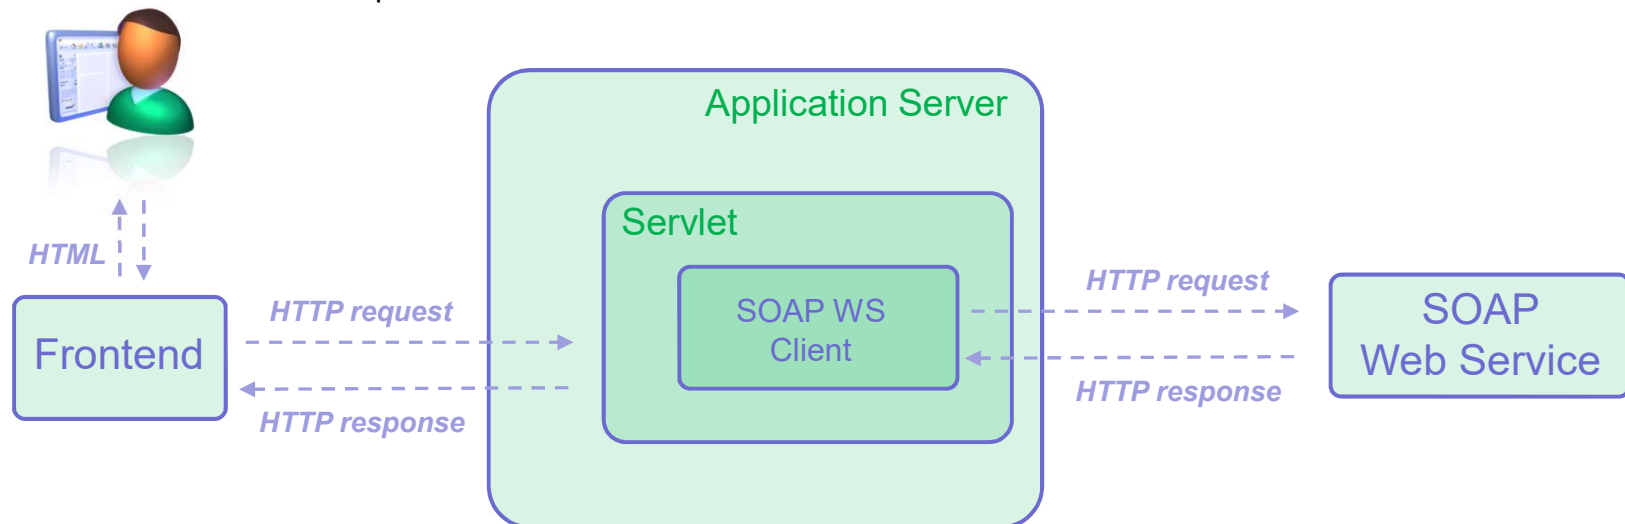 Application Server
Servlet
HTML
HTTP request
HTTP request
SOAP WS
Client
SOAP
Web Service
Frontend
HTTP response
HTTP response